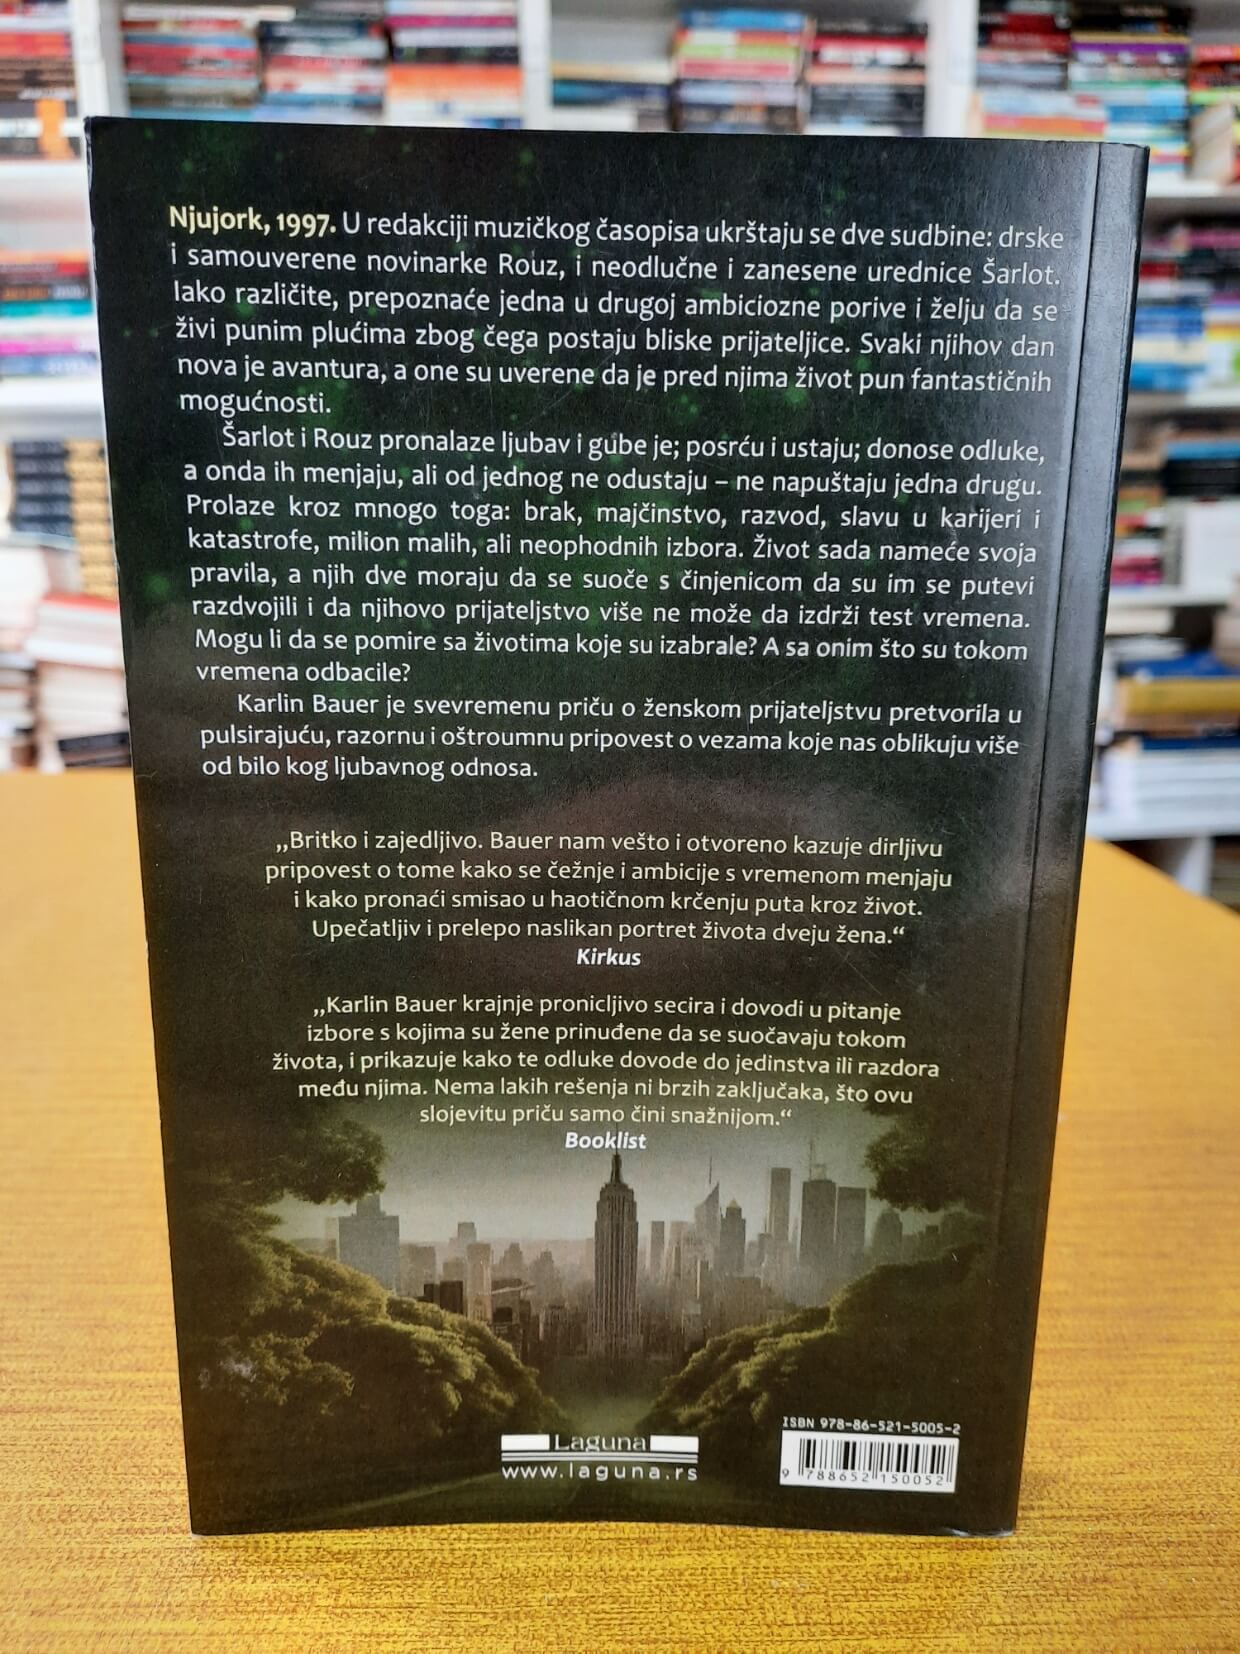 Njujork, 1997. U redakciji muzičkog časopisa ukrštaju se dve sudbine: drske
i samouverene novinarke Rouz, i neodlučne i zanesene urednice Šarlot.
Iako različite, prepoznaće jedna u drugoj ambiciozne porive i želju da se
živi punim plućima zbog čega postaju bliske prijateljice. Svaki njihov dan
nova je avantura, a one su uverene da je pred njima život pun fantastičnih
mogućnosti.
Šarlot i Rouz pronalaze ljubav i gube je; posrću i ustaju; donose odluke,
a onda ih menjaju, ali od jednog ne odustaju – ne napuštaju jedna drugu.
Prolaze kroz mnogo toga: brak, majčinstvo, razvod, slavu u karijeri i
katastrofe, milion malih, ali neophodnih izbora. Život sada nameće svoja
pravila, a njih dve moraju da se suoče s činjenicom da su im se putevi
razdvojili i da njihovo prijateljstvo više ne može da izdrži test vremena.
Mogu li da se pomire sa životima koje su izabrale? A sa onim što su tokom
vremena odbacile?
Karlin Bauer je svevremenu priču o ženskom prijateljstvu pretvorila u
pulsirajuću, razornu i oštroumnu pripovest o vezama koje nas oblikuju više
od bilo kog ljubavnog odnosa.
„Britko i zajedljivo. Bauer nam vešto i otvoreno kazuje dirljivu
pripovest o tome kako se čežnje i ambicije s vremenom menjaju
i kako pronaći smisao u haotičnom krčenju puta kroz život.
Upečatljiv i prelepo naslikan portret života dveju žena.“
Kirkus
„Karlin Bauer krajnje pronicljivo secira i dovodi u pitanje
izbore s kojima su žene prinuđene da se suočavaju tokom
života, i prikazuje kako te odluke dovode do jedinstva ili razdora
među njima. Nema lakih rešenja ni brzih zaključaka, što ovu
slojevitu priču samo čini snažnijom.“
Booklist
ISBN 978-86-521-5005-2
Laguna
www.laguna.rs
9 788652 150052